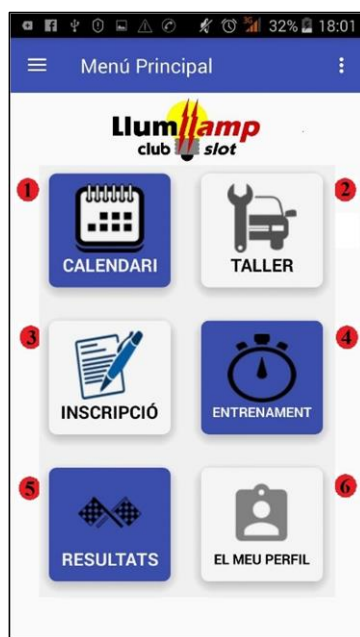 32% 18:01
Menú Principal
Llum llamp
club slot
1
2
CALENDARI
TALLER
3
4
INSCRIPCIÓ
ENTRENAMENT
5
6
RESULTATS
EL MEU PERFIL